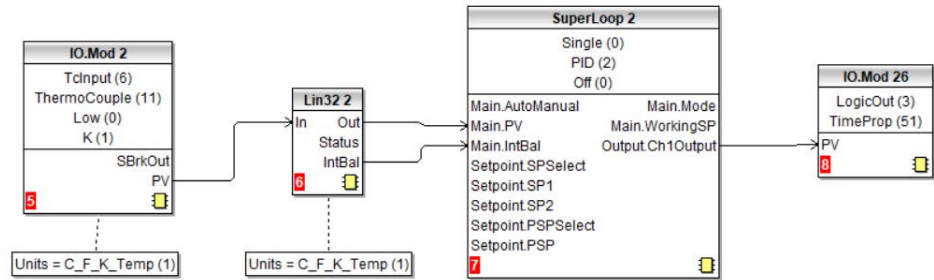 IO.Mod 2
TcInput (6)
ThermoCouple (11)
Low (0)
K (1)
SBrkOut
PV
5
Units = C_F_K_Temp (1)
Lin32 2
In Out
Status
IntBal
6
Units = C_F_K_Temp (1)
SuperLoop 2
Single (0)
PID (2)
Off (0)
Main.AutoManual Main.Mode
Main.PV Main.WorkingSP
Main.IntBal Output.Ch1Output
Setpoint.SPSelect
Setpoint.SP1
Setpoint.SP2
Setpoint.PSPSelect
Setpoint.PSP
7
IO.Mod 26
LogicOut (3)
TimeProp (51)
PV
8